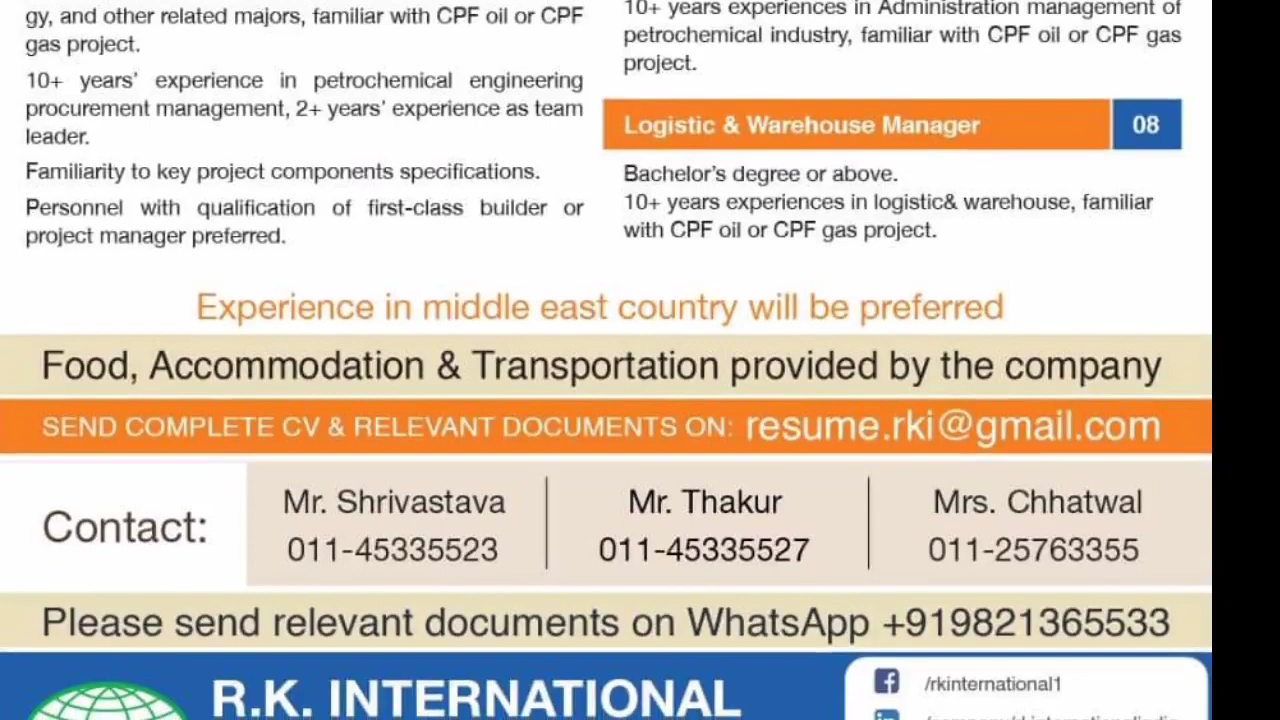 gy, and other related majors, familiar with CPF oil or CPF
gas project.
10+ years' experience in petrochemical engineering
procurement management, 2+ years' experience as team
leader.
Familiarity to key project components specifications.
Personnel with qualification of first-class builder or
project manager preferred.
10+ years experiences in Administration management of
petrochemical industry, familiar with CPF oil or CPF gas
project.
Logistic & Warehouse Manager 08
Bachelor's degree or above.
10+ years experiences in logistic& warehouse, familiar
with CPF oil or CPF gas project.
Experience in middle east country will be preferred
Food, Accommodation & Transportation provided by the company
SEND COMPLETE CV & RELEVANT DOCUMENTS ON: resume.rki@gmail.com
Contact:
Mr. Shrivastava
011-45335523
Mr. Thakur
011-45335527
Mrs. Chhatwal
011-25763355
Please send relevant documents on WhatsApp +919821365533
R.K. INTERNATIONAL
/rkinternational1